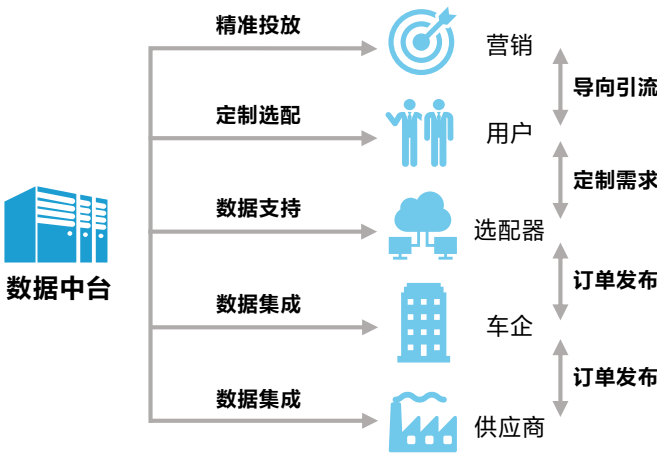 精准投放
营销
导向引流
定制选配
用户
定制需求
数据支持
选配器
数据中台
订单发布
数据集成
车企
订单发布
数据集成
供应商